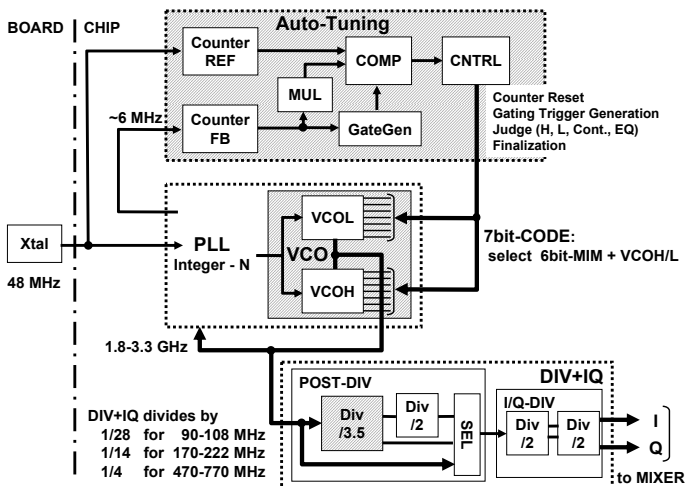 BOARD
CHIP
Auto-Tuning
Counter
REF
COMP
CNTRL
MUL
~6 MHz
Counter
FB
GateGen
Counter Reset
Gating Trigger Generation
Judge (H, L, Cont., EQ)
Finalization
Xtal
48 MHz
PLL
Integer - N
VCOL
VCO
VCOH
7bit-CODE:
select 6bit-MIM + VCOH/L
1.8-3.3 GHz
DIV+IQ
POST-DIV
I/Q-DIV
Div
/3.5
Div
/2
SEL
Div
/2
Div
/2
I
Q
to MIXER
DIV+IQ divides by
1/28 for 90-108 MHz
1/14 for 170-222 MHz
1/4 for 470-770 MHz